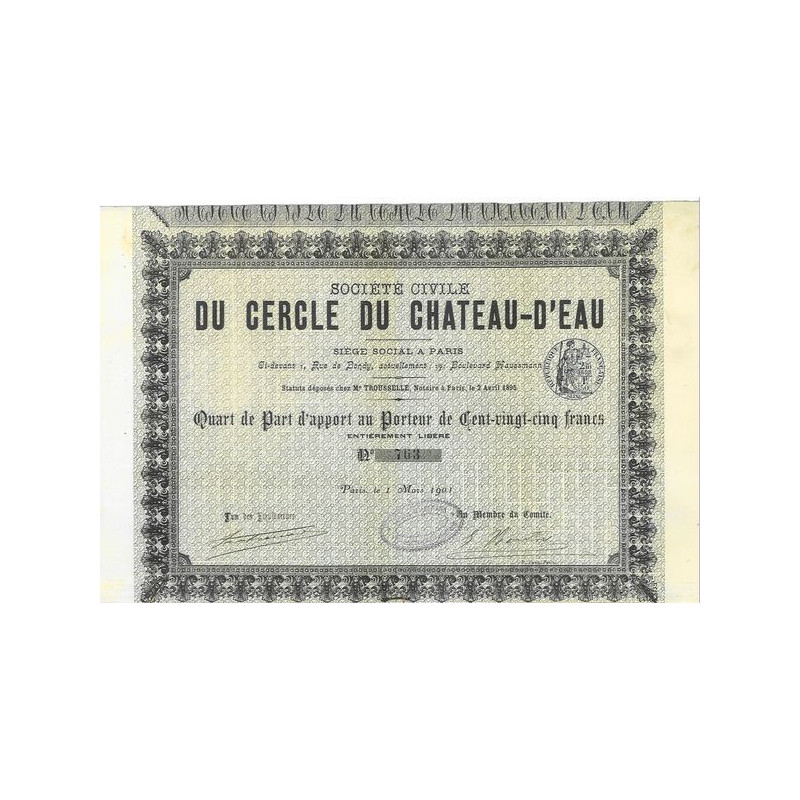 SOCIÉTÉ CIVILE
DU CERCLE DU CHATEAU-D'EAU
SIÈGE SOCIAL A PARIS
Ci-devant 1, Rue de Bondy, actuellement: 19, Boulevard Haussmann
Statuts déposés chez Me TROUSSELLE, Notaire à Paris, le 2 Avril 1895
Quart de Part d'apport au Porteur de Cent-vingt-cinq francs
ENTIÈREMENT LIBÉRÉ
No 763
Paris, le 1 Mars 1901
l'un des Liquidateurs
Un Membre du Comité.